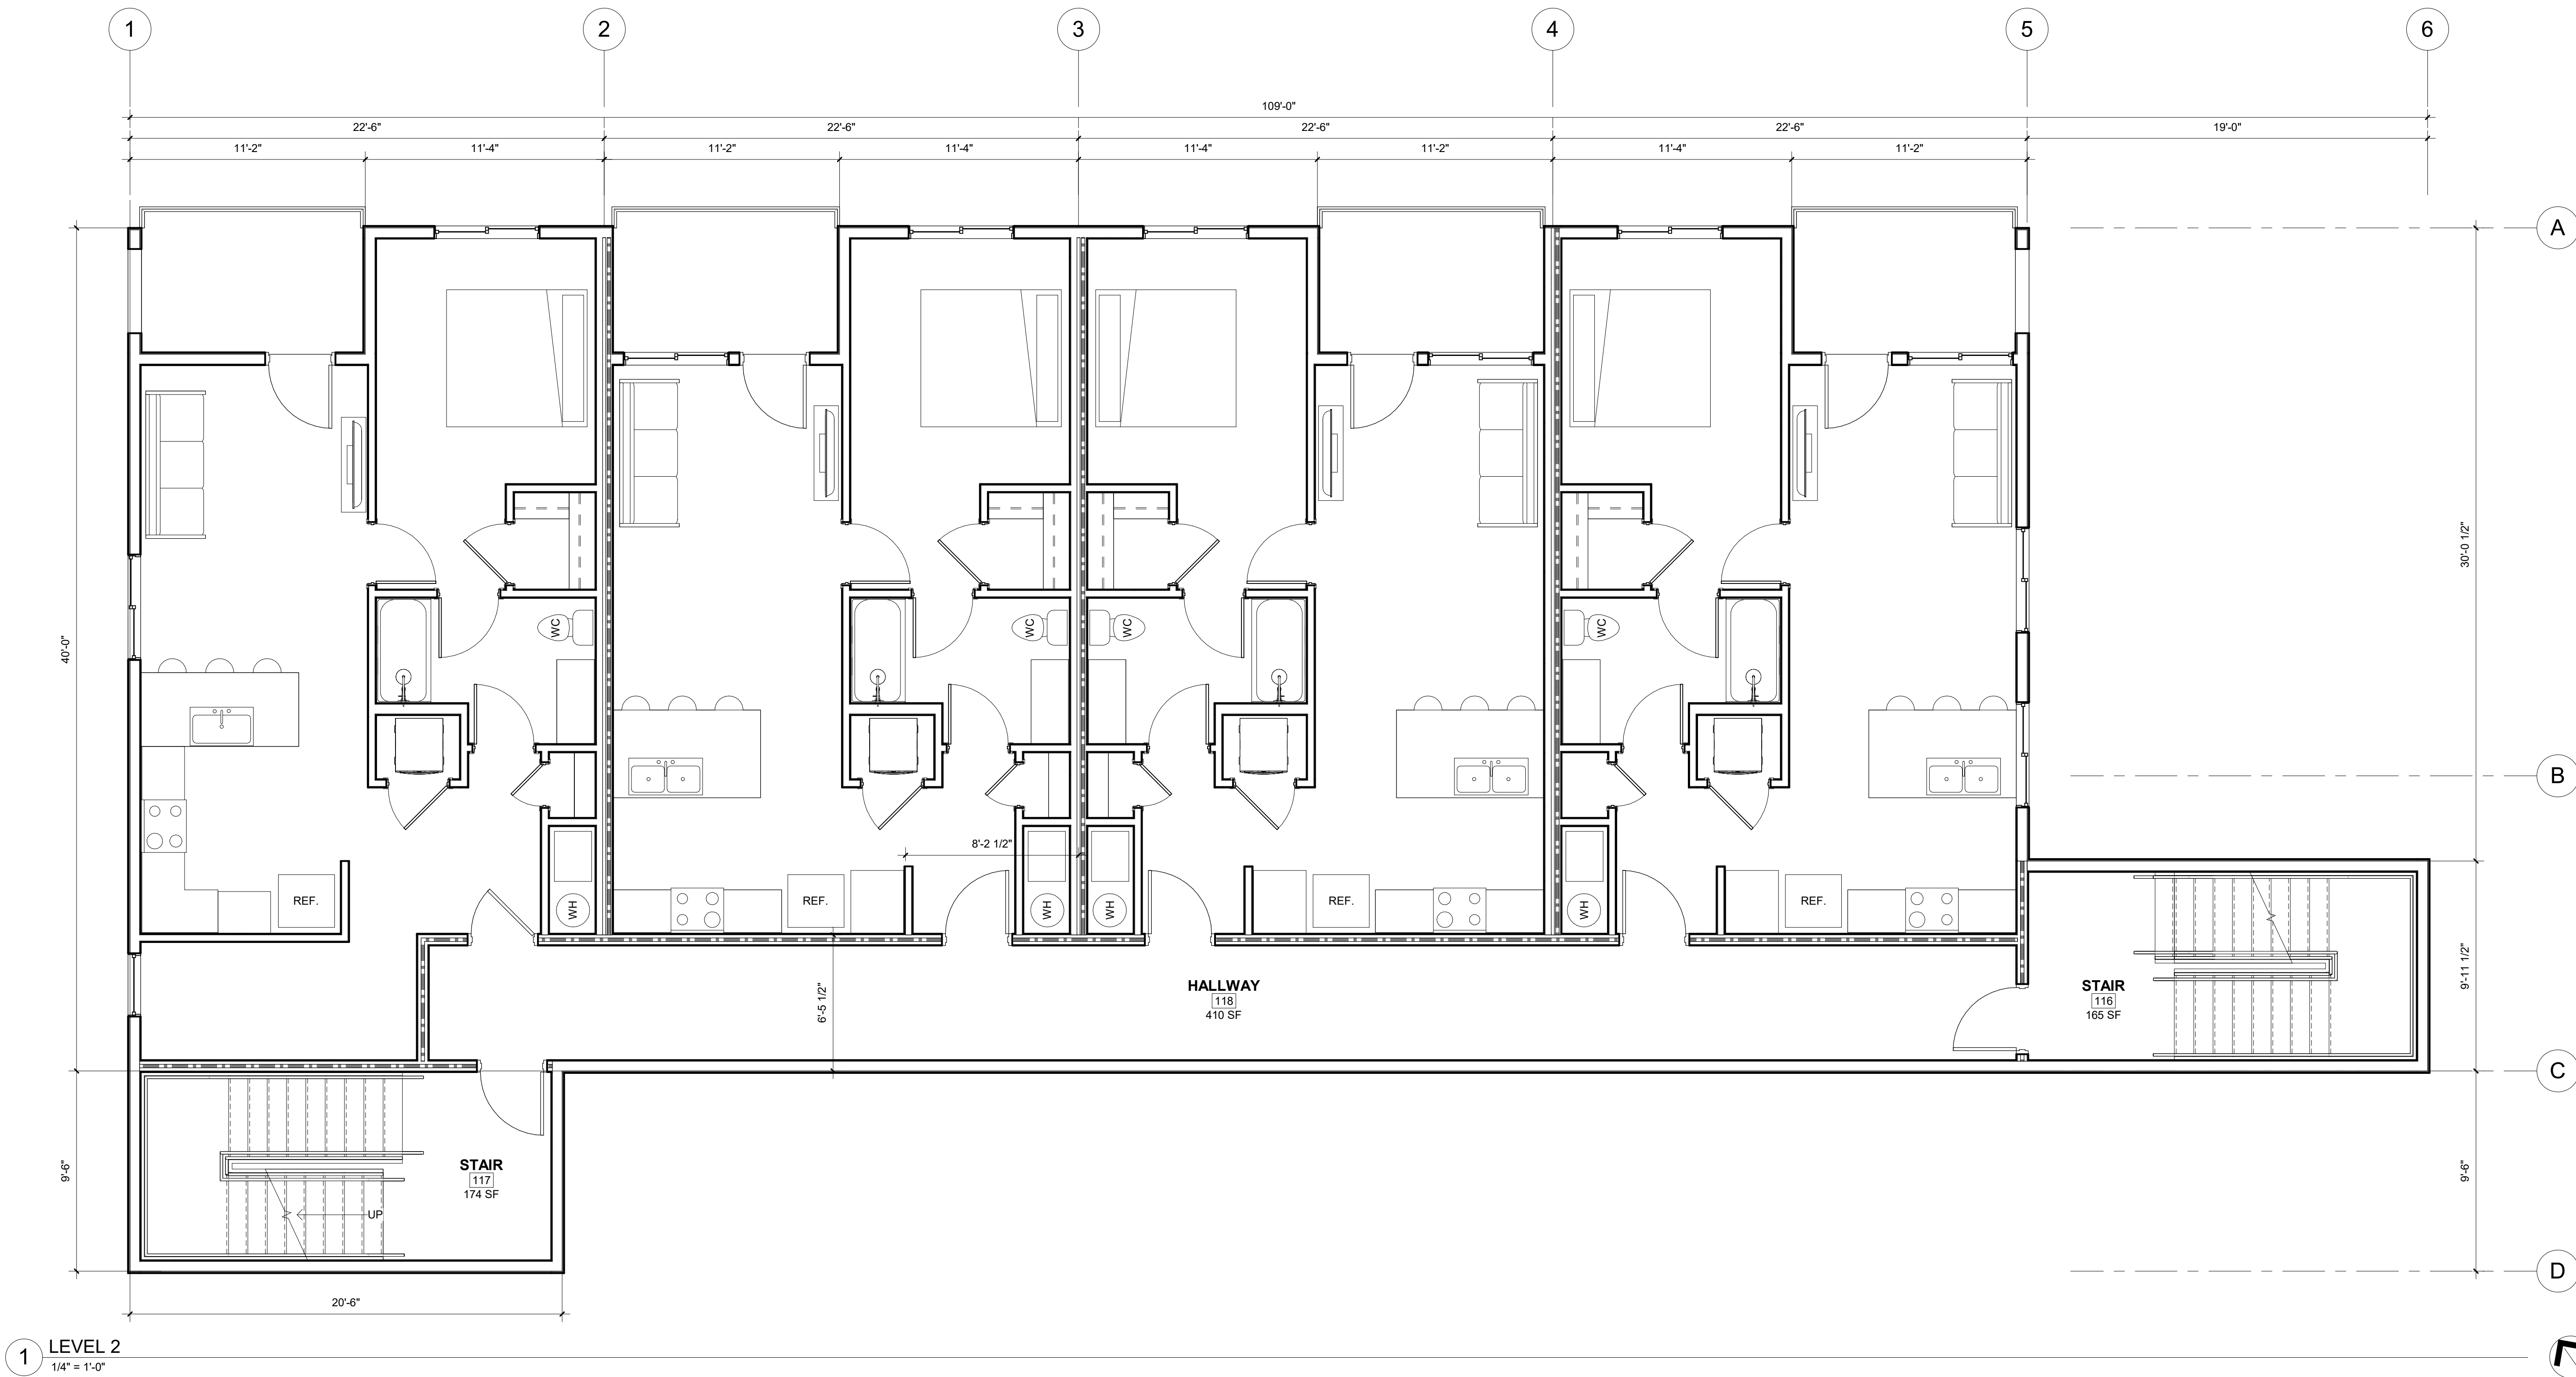 1 2 3 4 5 6
109'-0"
22'-6" 22'-6" 22'-6" 22'-6" 19'-0"
11'-2" 11'-4" 11'-2" 11'-4" 11'-4" 11'-2" 11'-4" 11'-2"
A
30'-0 1/2"
40'-0"
WC WC WC WC
B
8'-2 1/2"
REF. REF. REF. REF.
WH WH WH WH
9'-11 1/2"
6'-5 1/2"
HALLWAY
118
410 SF
STAIR
116
165 SF
C
STAIR
117
174 SF
UP
9'-6"
9'-6"
D
20'-6"
1 LEVEL 2
1/4" = 1'-0"